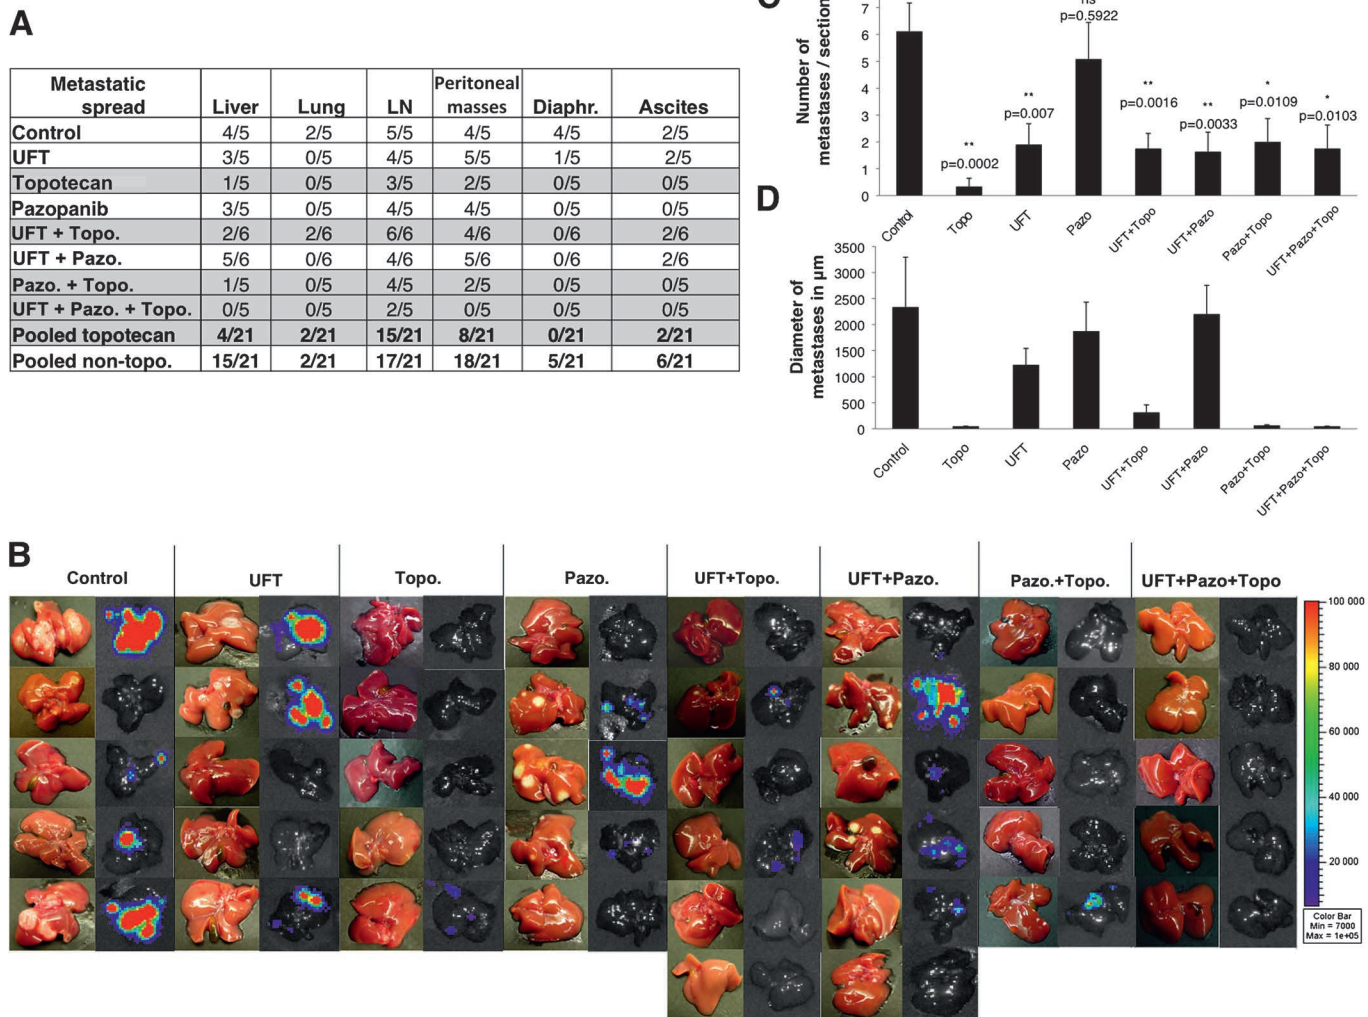 A
Metastatic spread Liver Lung LN Peritoneal masses Diaphr. Ascites
Control 4/5 2/5 5/5 4/5 4/5 2/5
UFT 3/5 0/5 4/5 5/5 1/5 2/5
Topotecan 1/5 0/5 3/5 2/5 0/5 0/5
Pazopanib 3/5 0/5 4/5 4/5 0/5 0/5
UFT + Topo. 2/6 2/6 6/6 4/6 0/6 2/6
UFT + Pazo. 5/6 0/6 4/6 5/6 0/6 2/6
Pazo. + Topo. 1/5 0/5 4/5 2/5 0/5 0/5
UFT + Pazo. + Topo. 0/5 0/5 2/5 0/5 0/5 0/5
Pooled topotecan 4/21 2/21 15/21 8/21 0/21 2/21
Pooled non-topo. 15/21 2/21 17/21 18/21 5/21 6/21
Number of
metastases / section
7
6
5
4
3
2
1
0
**
p=0.0002
**
p=0.007
p=0.5922
**
p=0.0016
**
p=0.0033
*
p=0.0109
*
p=0.0103
Control
Topo
UFT
Pazo
UFT+Topo
UFT+Pazo
Pazo+Topo
UFT+Pazo+Topo
D
Diameter of
metastases in µm
3500
3000
2500
2000
1500
1000
500
0
Control
Topo
UFT
Pazo
UFT+Topo
UFT+Pazo
Pazo+Topo
UFT+Pazo+Topo
B
Control UFT Topo. Pazo. UFT+Topo. UFT+Pazo. Pazo.+Topo. UFT+Pazo+Topo
100 000
80 000
60 000
40 000
20 000
Color Bar
Min = 7000
Max = 1e+05